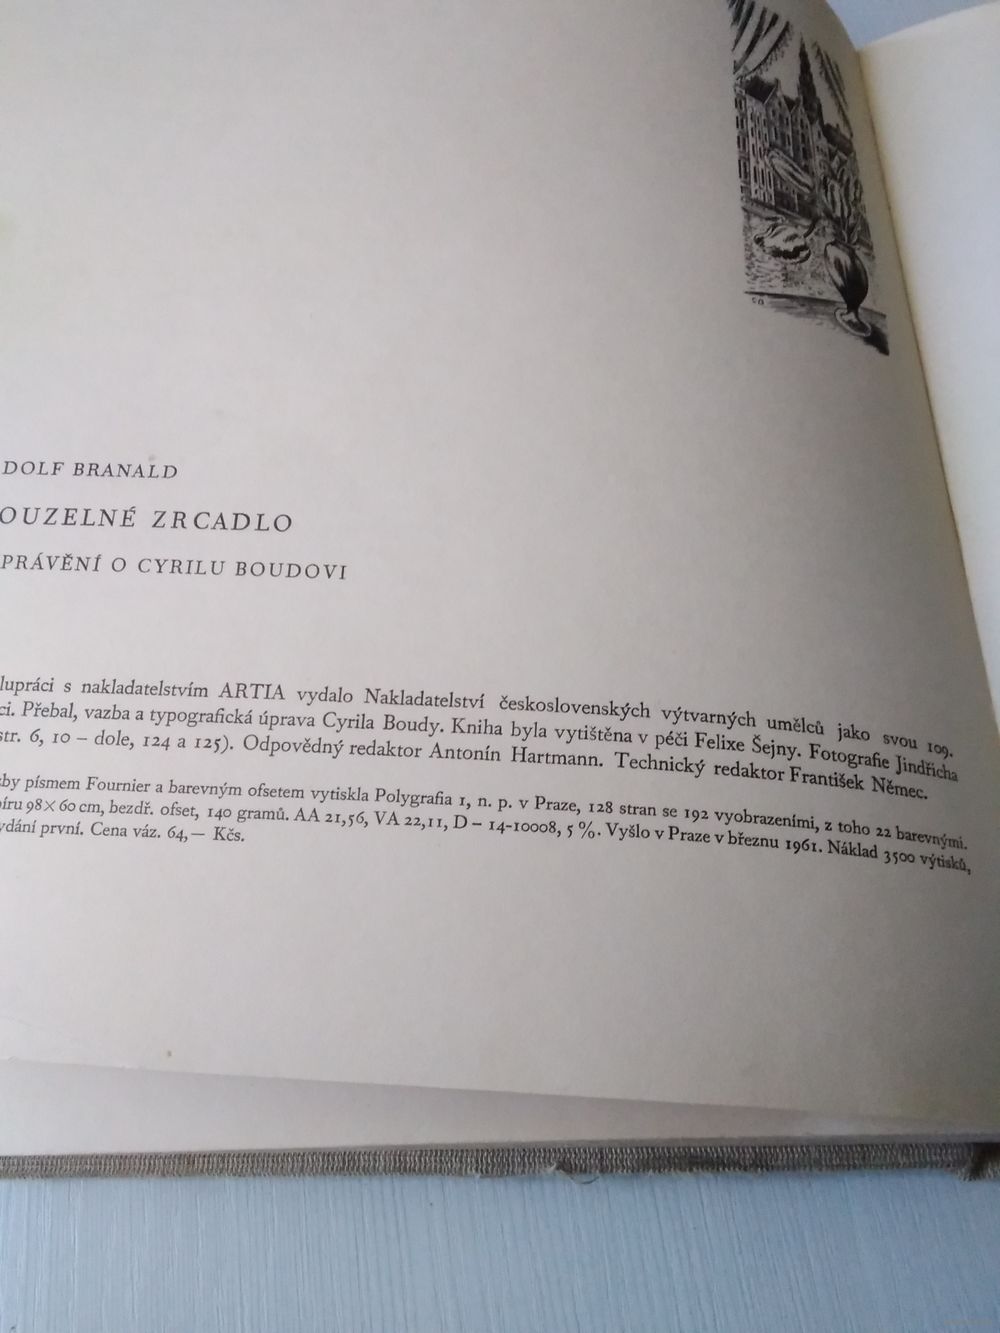 DOLF BRANALD
OUZELNÉ ZRCADLO
PRÁVĚNÍ O CYRILU BOUDOVI
lupráci s nakladatelstvím ARTIA vydalo Nakladatelství československých výtvarných umělců jako svou 109.
ci. Přebal, vazba a typografická úprava Cyrila Boudy. Kniha byla vytištěna v péči Felixe Šejny. Fotografie Jindřicha
str. 6, 10 – dole, 124 a 125). Odpovědný redaktor Antonín Hartmann. Technický redaktor František Němec.
zby písmem Fournier a barevným ofsetem vytiskla Polygrafia 1, n. p. v Praze, 128 stran se 192 vyobrazeními, z toho 22 barevnými.
píru 98×60 cm, bezdř. ofset, 140 gramů. AA 21,56, VA 22,11, D – 14-10008, 5 %. Vyšlo v Praze v březnu 1961. Náklad 3500 výtisků,
ydání první. Cena váz. 64,— Kčs.